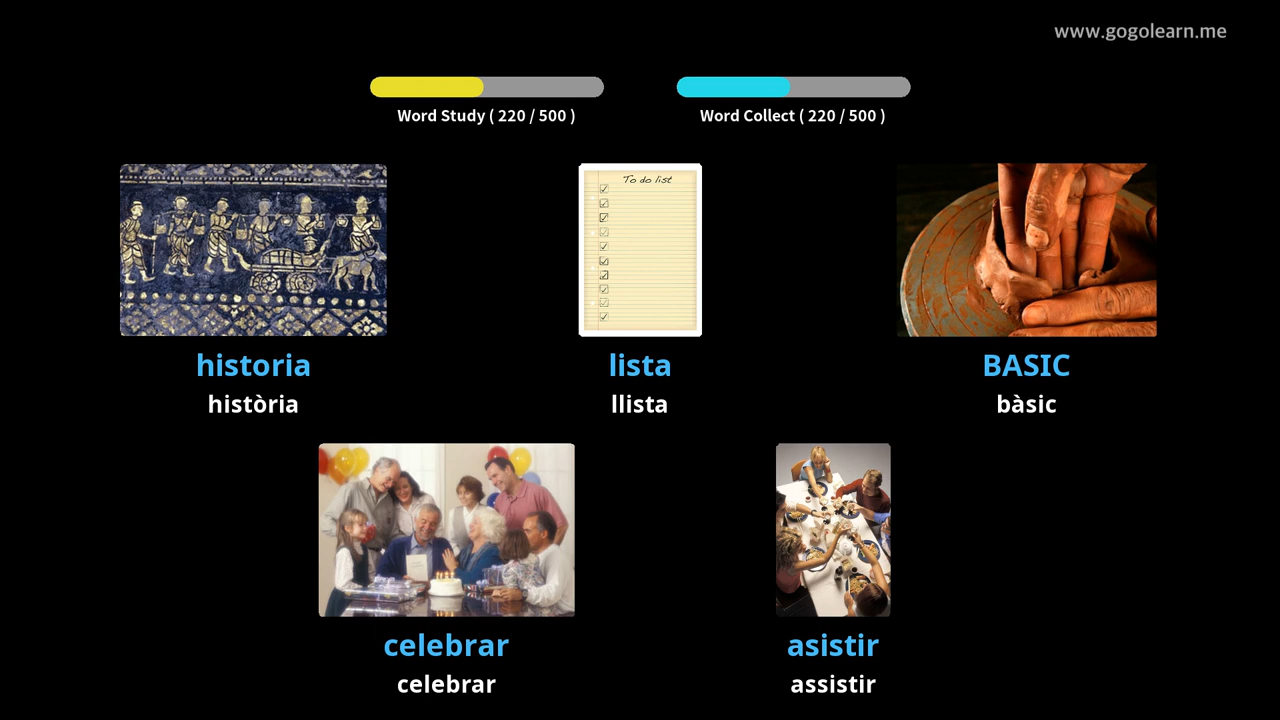 www.gogolearn.me
Word Study ( 220 / 500 )
Word Collect ( 220 / 500 )
To do list
historia
lista
BASIC
història
llista
bàsic
celebrar
asistir
celebrar
assistir